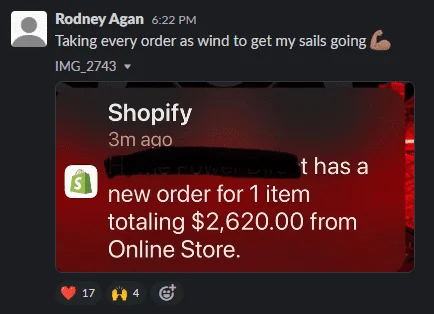 Rodney Agan 6:22 PM
Taking every order as wind to get my sails going 💪🏽
IMG_2743
Shopify
3m ago
has a
new order for 1 item
totaling $2,620.00 from
Online Store.
❤️ 17 🙌 4